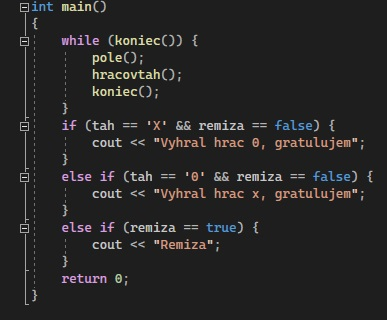 int main()
{
while (koniec()) {
pole();
hracovtah();
koniec();
}
if (tah == 'X' && remiza == false) {
cout << "Vyhral hrac 0, gratulujem";
}
else if (tah == '0' && remiza == false) {
cout << "Vyhral hrac x, gratulujem";
}
else if (remiza == true) {
cout << "Remiza";
}
return 0;
}